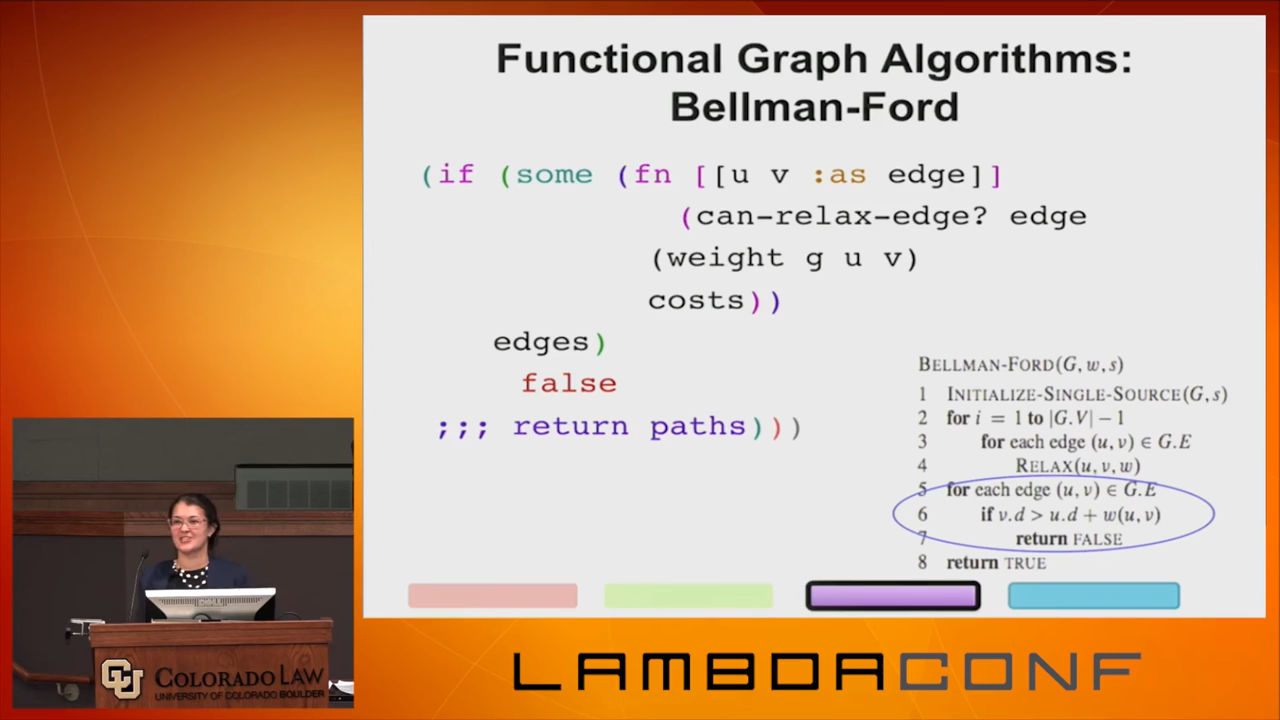 Functional Graph Algorithms:
Bellman-Ford
(if (some (fn [[u v :as edge]]
(can-relax-edge? edge
(weight g u v)
costs))
edges)
false
;;; return paths)))
BELLMAN-FORD(G, w, s)
1 INITIALIZE-SINGLE-SOURCE(G, s)
2 for i = 1 to |G.V| − 1
3 for each edge (u, v) ∈ G.E
4 RELAX(u, v, w)
5 for each edge (u, v) ∈ G.E
6 if v.d > u.d + w(u, v)
7 return FALSE
8 return TRUE
CU COLORADO LAW
UNIVERSITY OF COLORADO BOULDER
LAMBDACONF